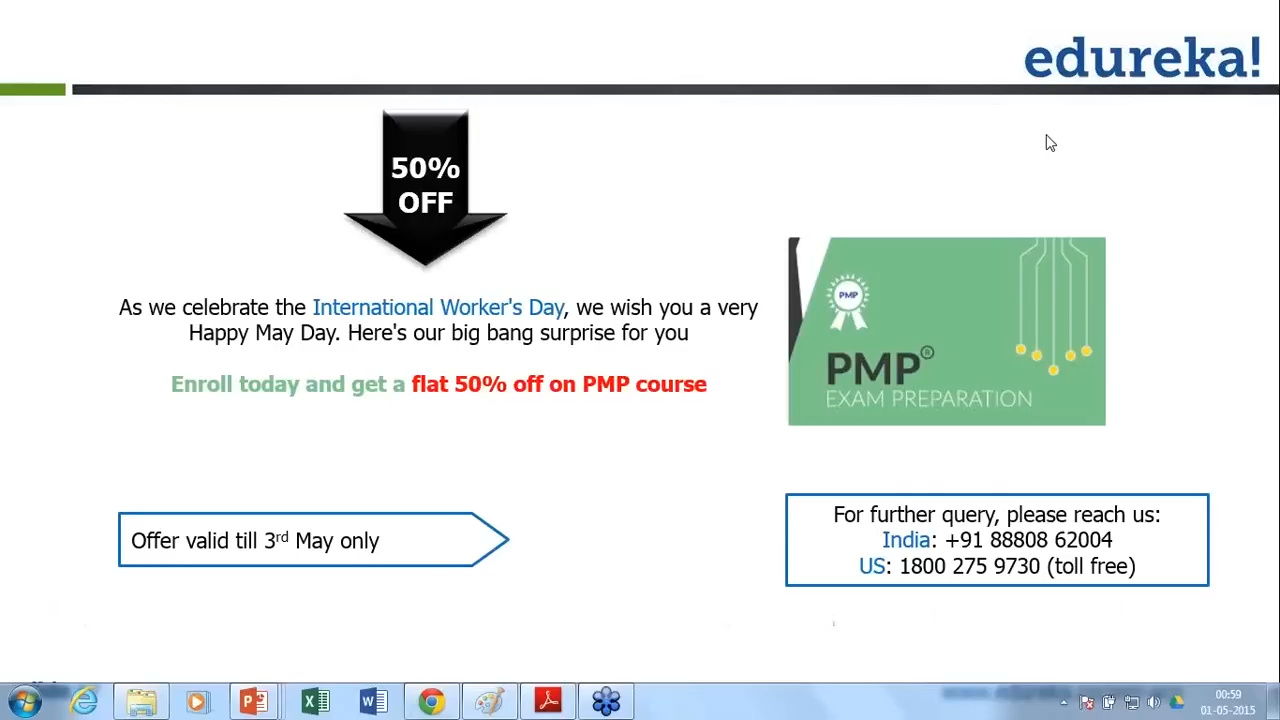 edureka!
50%
OFF
As we celebrate the International Worker's Day, we wish you a very
Happy May Day. Here's our big bang surprise for you
Enroll today and get a flat 50% off on PMP course
PMP
PMP®
EXAM PREPARATION
Offer valid till 3rd May only
For further query, please reach us:
India: +91 88808 62004
US: 1800 275 9730 (toll free)
00:59
01-05-2015